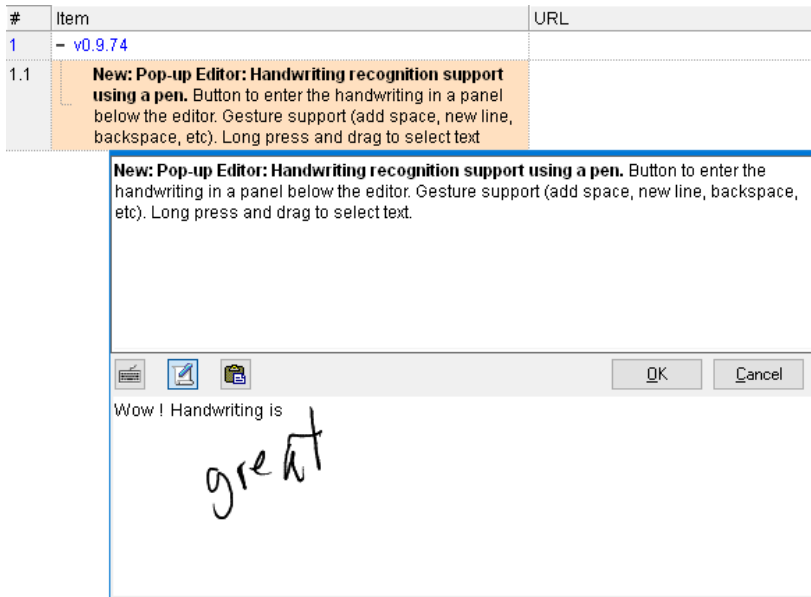 # Item URL
1 − v0.9.74
1.1 New: Pop-up Editor: Handwriting recognition support
using a pen. Button to enter the handwriting in a panel
below the editor. Gesture support (add space, new line,
backspace, etc). Long press and drag to select text
New: Pop-up Editor: Handwriting recognition support using a pen. Button to enter the
handwriting in a panel below the editor. Gesture support (add space, new line, backspace,
etc). Long press and drag to select text.
OK Cancel
Wow ! Handwriting is
great